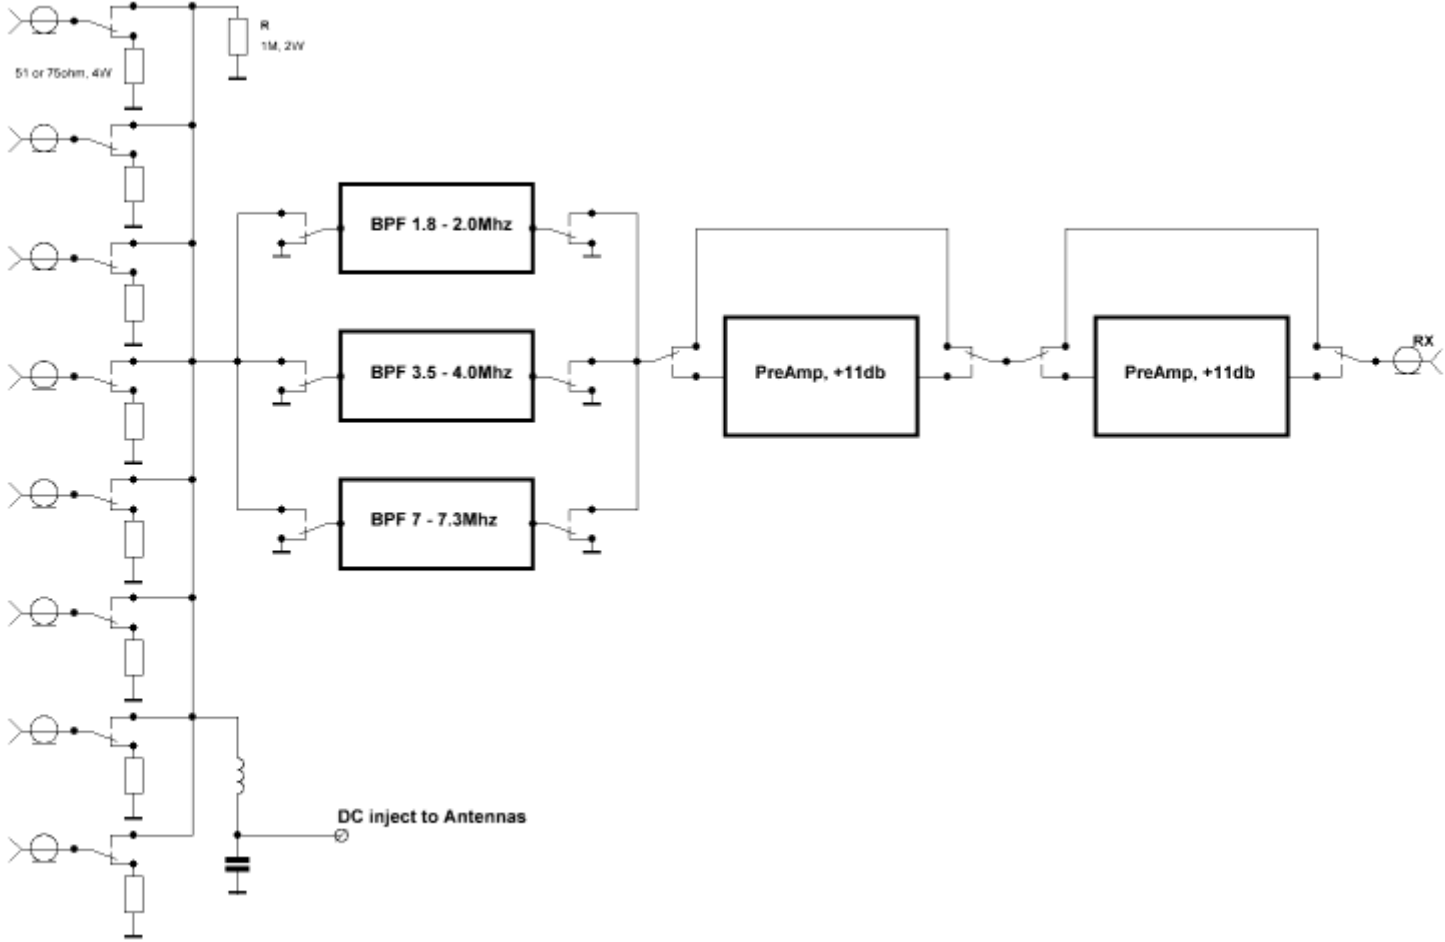 R
1M, 2W
51 or 75ohm, 4W
BPF 1.8 - 2.0Mhz
BPF 3.5 - 4.0Mhz
BPF 7 - 7.3Mhz
PreAmp, +11db
PreAmp, +11db
RX
DC inject to Antennas